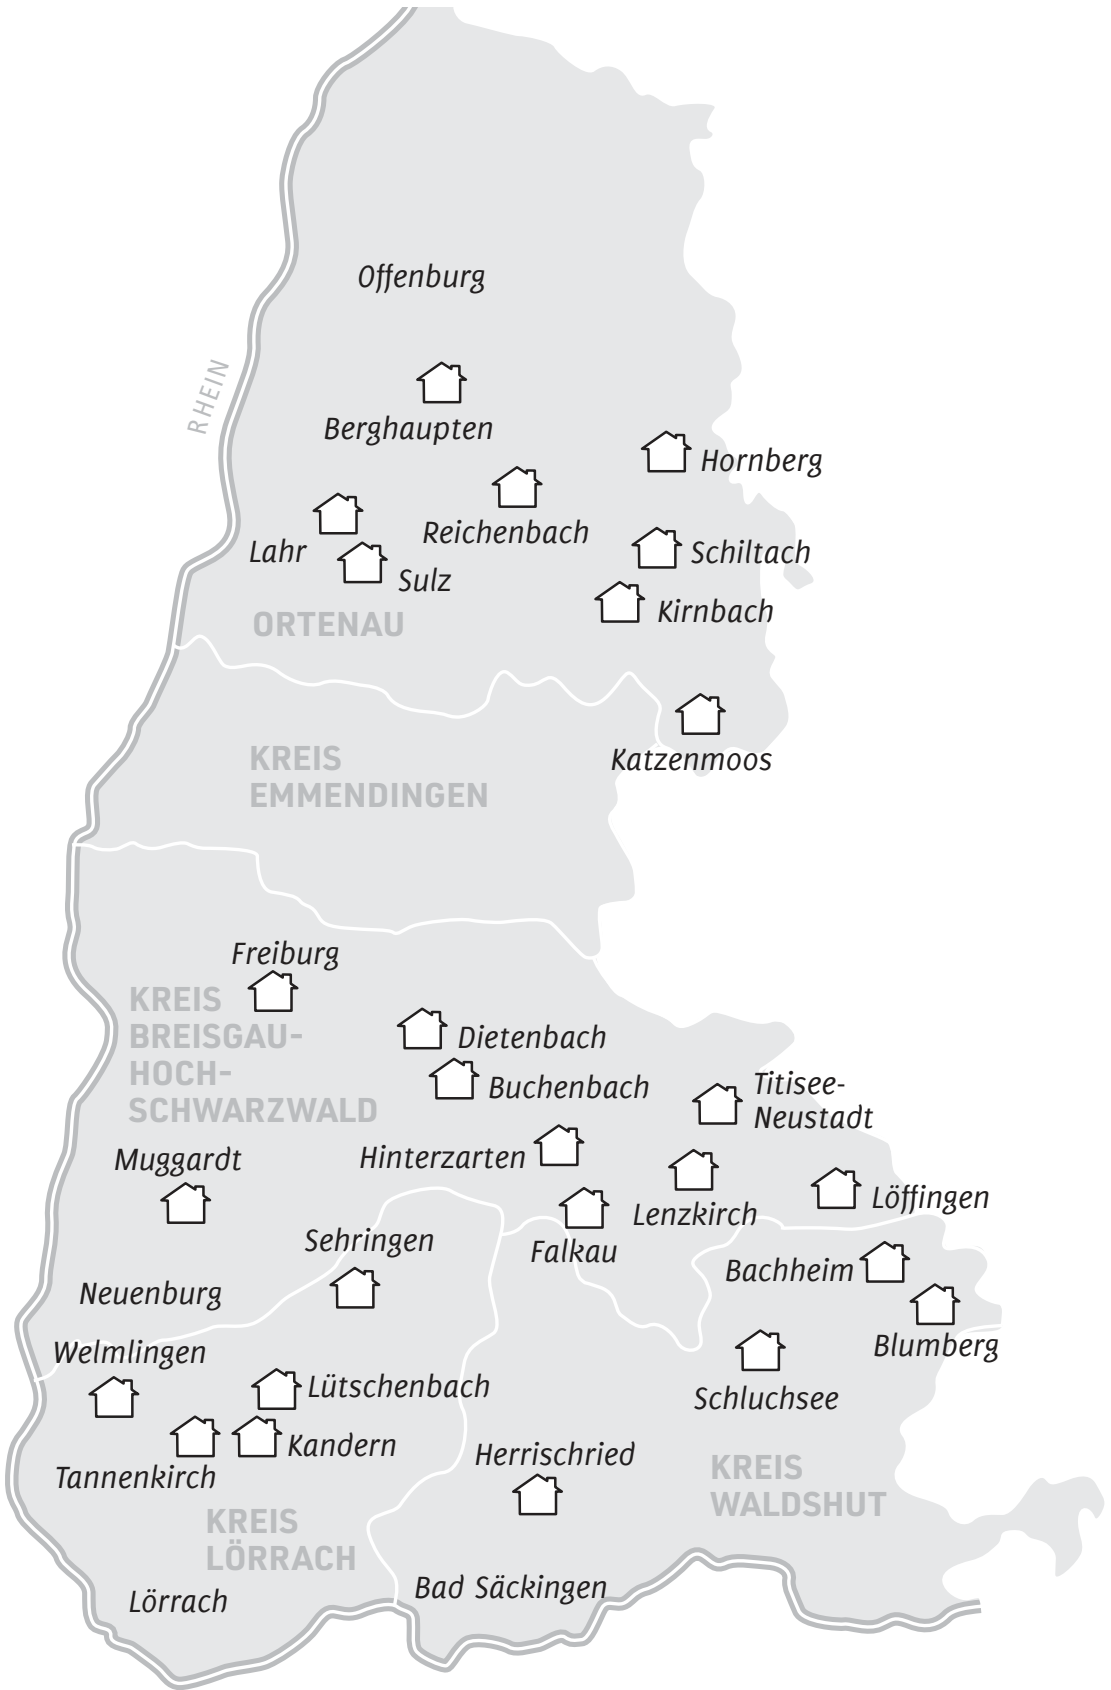 Offenburg
RHEIN
Berghaupten
Hornberg
Reichenbach
Lahr
Schiltach
Sulz
Kirnbach
ORTENAU
Katzenmoos
KREIS
EMMENDINGEN
Freiburg
KREIS
BREISGAU-
HOCH-
SCHWARZWALD
Dietenbach
Buchenbach
Titisee-
Neustadt
Muggardt
Hinterzarten
Löffingen
Lenzkirch
Sehringen
Falkau
Bachheim
Neuenburg
Blumberg
Welmlingen
Lütschenbach
Schluchsee
Kandern
Herrischried
Tannenkirch
KREIS
WALDSHUT
KREIS
LÖRRACH
Bad Säckingen
Lörrach